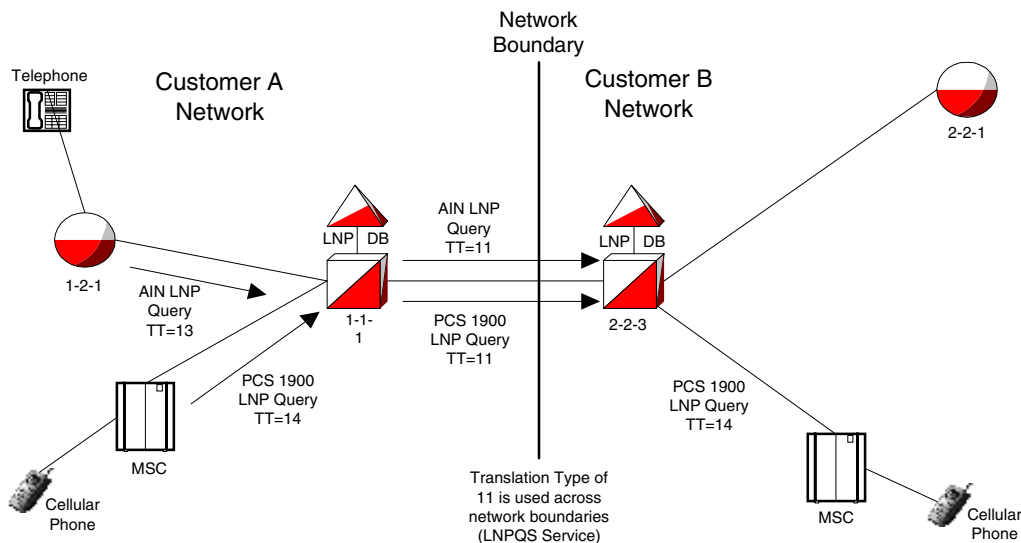 Network
Boundary
Telephone
Customer A
Network
Customer B
Network
2-2-1
1-2-1
LNP DB
AIN LNP
Query
TT=11
LNP DB
AIN LNP
Query
TT=13
1-1-
1
PCS 1900
LNP Query
TT=11
2-2-3
PCS 1900
LNP Query
TT=14
PCS 1900
LNP Query
TT=14
MSC
Cellular
Phone
Translation Type of
11 is used across
network boundaries
(LNPQS Service)
MSC
Cellular
Phone